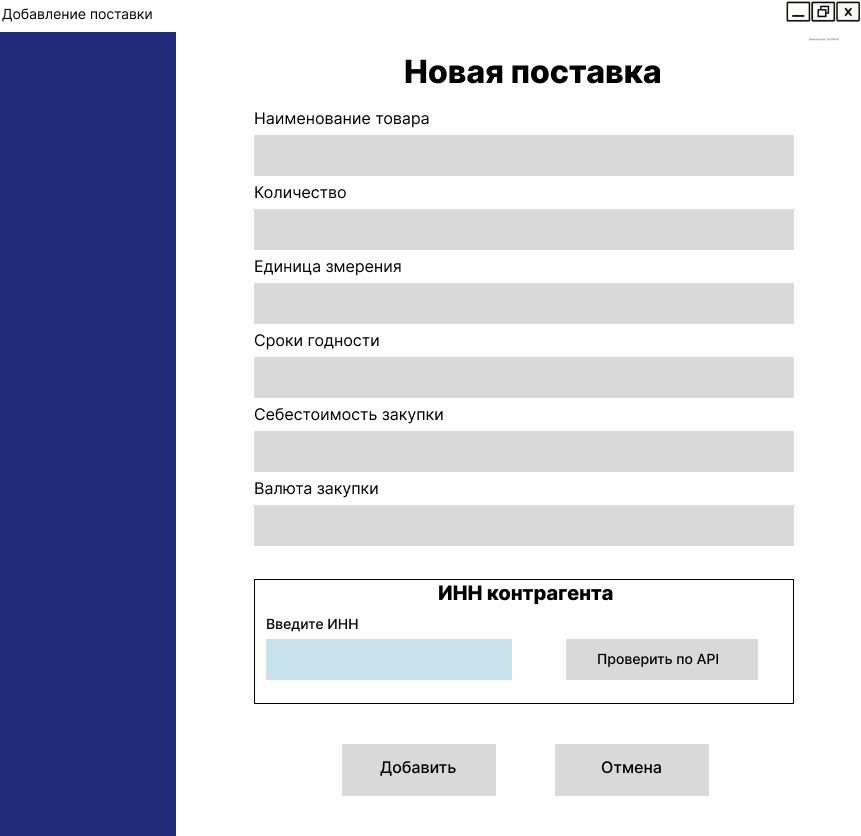 Добавление поставки
Новая поставка
Наименование товара
Количество
Единица змерения
Сроки годности
Себестоимость закупки
Валюта закупки
ИНН контрагента
Введите ИНН
Проверить по API
Добавить
Отмена